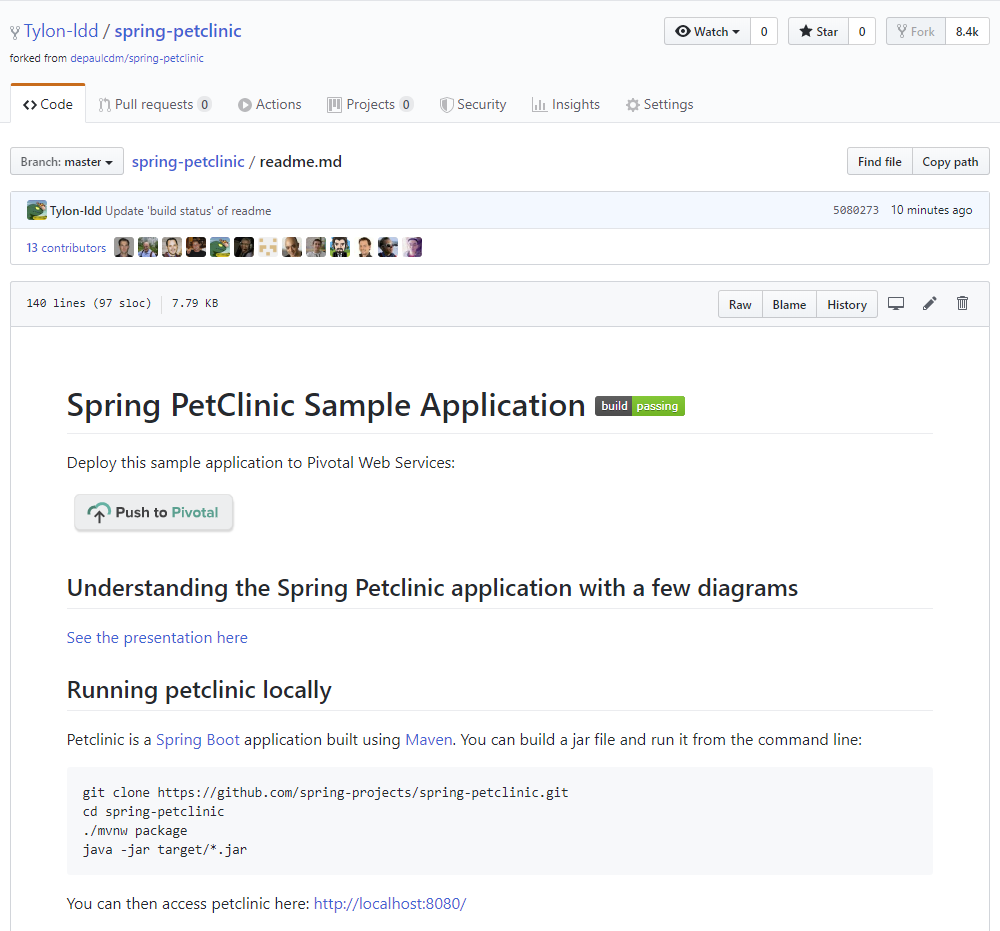 Tylon-ldd / spring-petclinic
Watch 0 Star 0 Fork 8.4k
forked from depaulcdm/spring-petclinic
Code Pull requests 0 Actions Projects 0 Security Insights Settings
Branch: master spring-petclinic / readme.md Find file Copy path
Tylon-ldd Update 'build status' of readme 5080273 10 minutes ago
13 contributors
140 lines (97 sloc) 7.79 KB Raw Blame History
Spring PetClinic Sample Application build passing
Deploy this sample application to Pivotal Web Services:
Push to Pivotal
Understanding the Spring Petclinic application with a few diagrams
See the presentation here
Running petclinic locally
Petclinic is a Spring Boot application built using Maven. You can build a jar file and run it from the command line:
git clone https://github.com/spring-projects/spring-petclinic.git
cd spring-petclinic
./mvnw package
java -jar target/*.jar
You can then access petclinic here: http://localhost:8080/